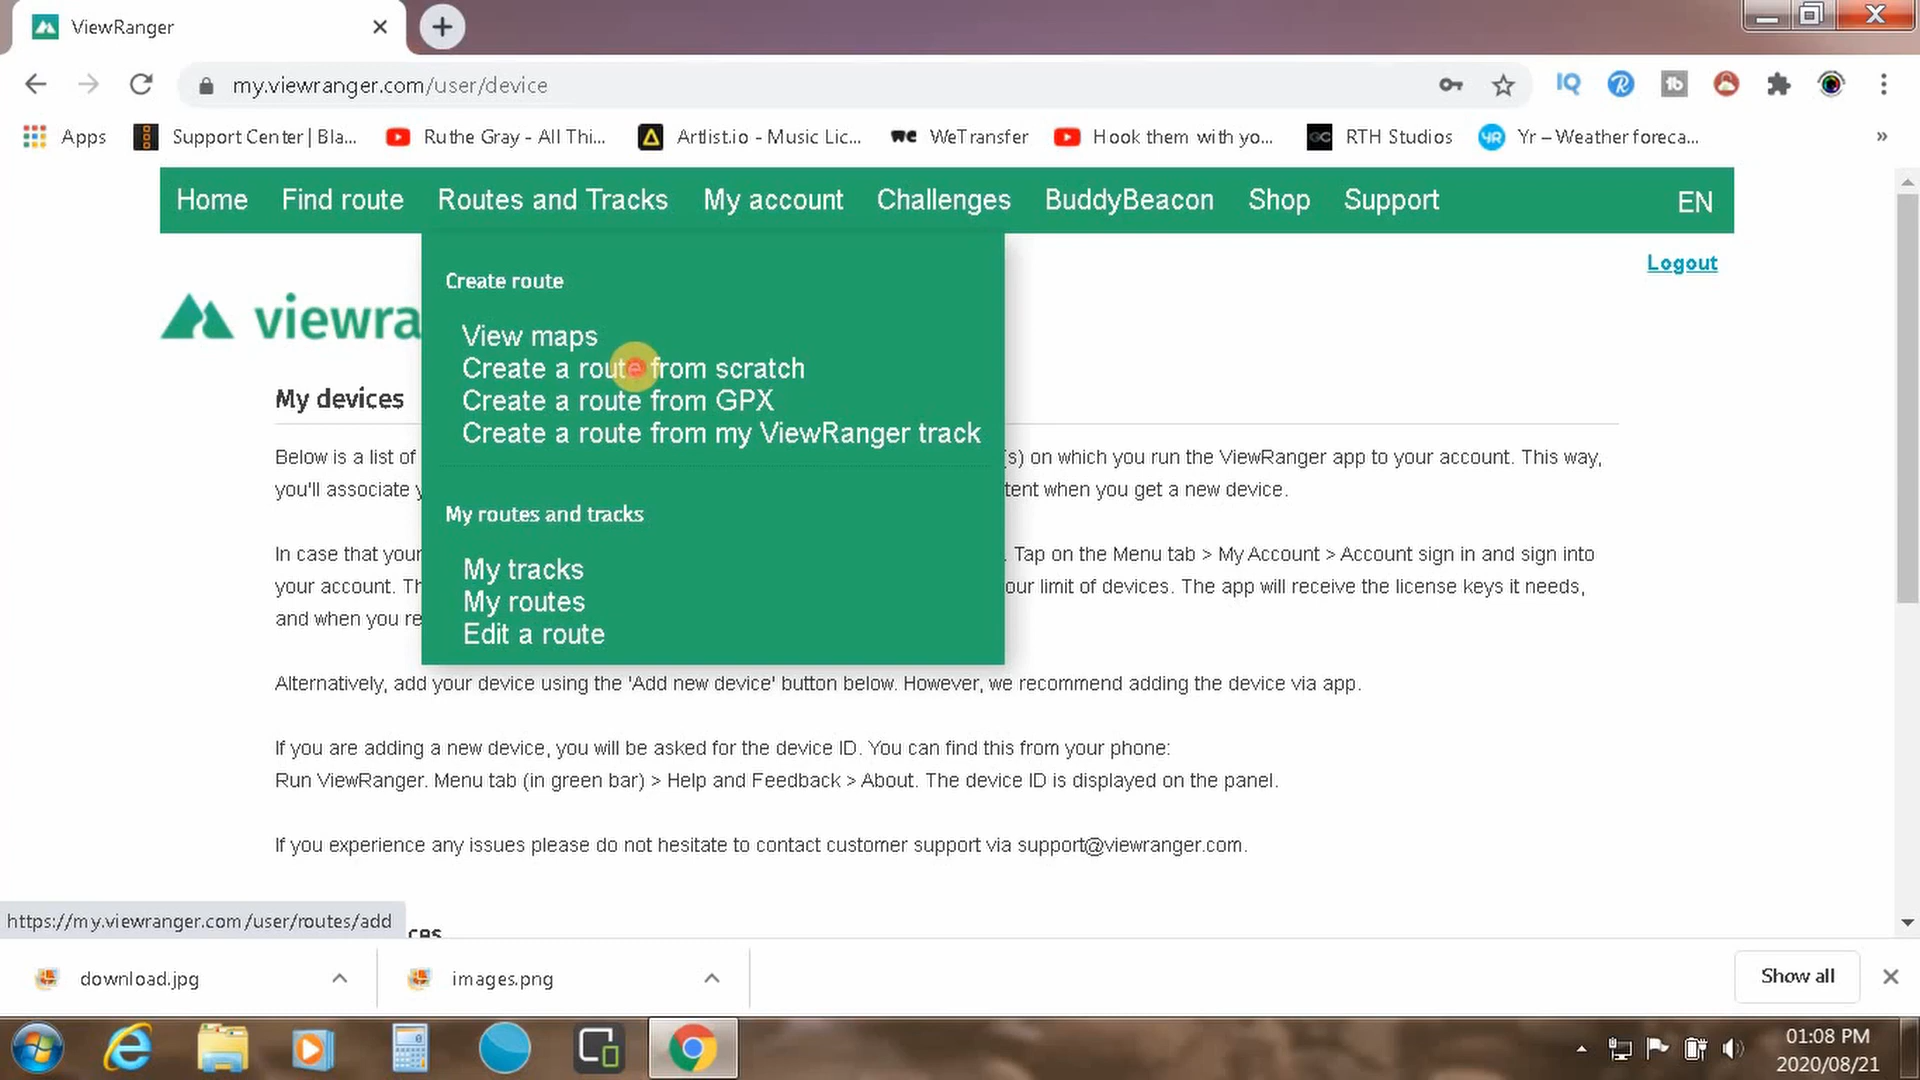 ViewRanger
my.viewranger.com/user/device
Apps Support Center | Bla... Ruthe Gray - All Thi... Artlist.io - Music Lic... WeTransfer Hook them with yo... RTH Studios Yr – Weather foreca... »
Home Find route Routes and Tracks My account Challenges BuddyBeacon Shop Support EN
Logout
Create route
viewra
View maps
Create a route from scratch
Create a route from GPX
Create a route from my ViewRanger track
My devices
Below is a list of (s) on which you run the ViewRanger app to your account. This way,
you'll associate y tent when you get a new device.
My routes and tracks
In case that your . Tap on the Menu tab > My Account > Account sign in and sign into
your account. Th our limit of devices. The app will receive the license keys it needs,
and when you re
My tracks
My routes
Edit a route
Alternatively, add your device using the 'Add new device' button below. However, we recommend adding the device via app.
If you are adding a new device, you will be asked for the device ID. You can find this from your phone:
Run ViewRanger. Menu tab (in green bar) > Help and Feedback > About. The device ID is displayed on the panel.
If you experience any issues please do not hesitate to contact customer support via support@viewranger.com.
https://my.viewranger.com/user/routes/add
ces
download.jpg images.png Show all
01:08 PM
2020/08/21